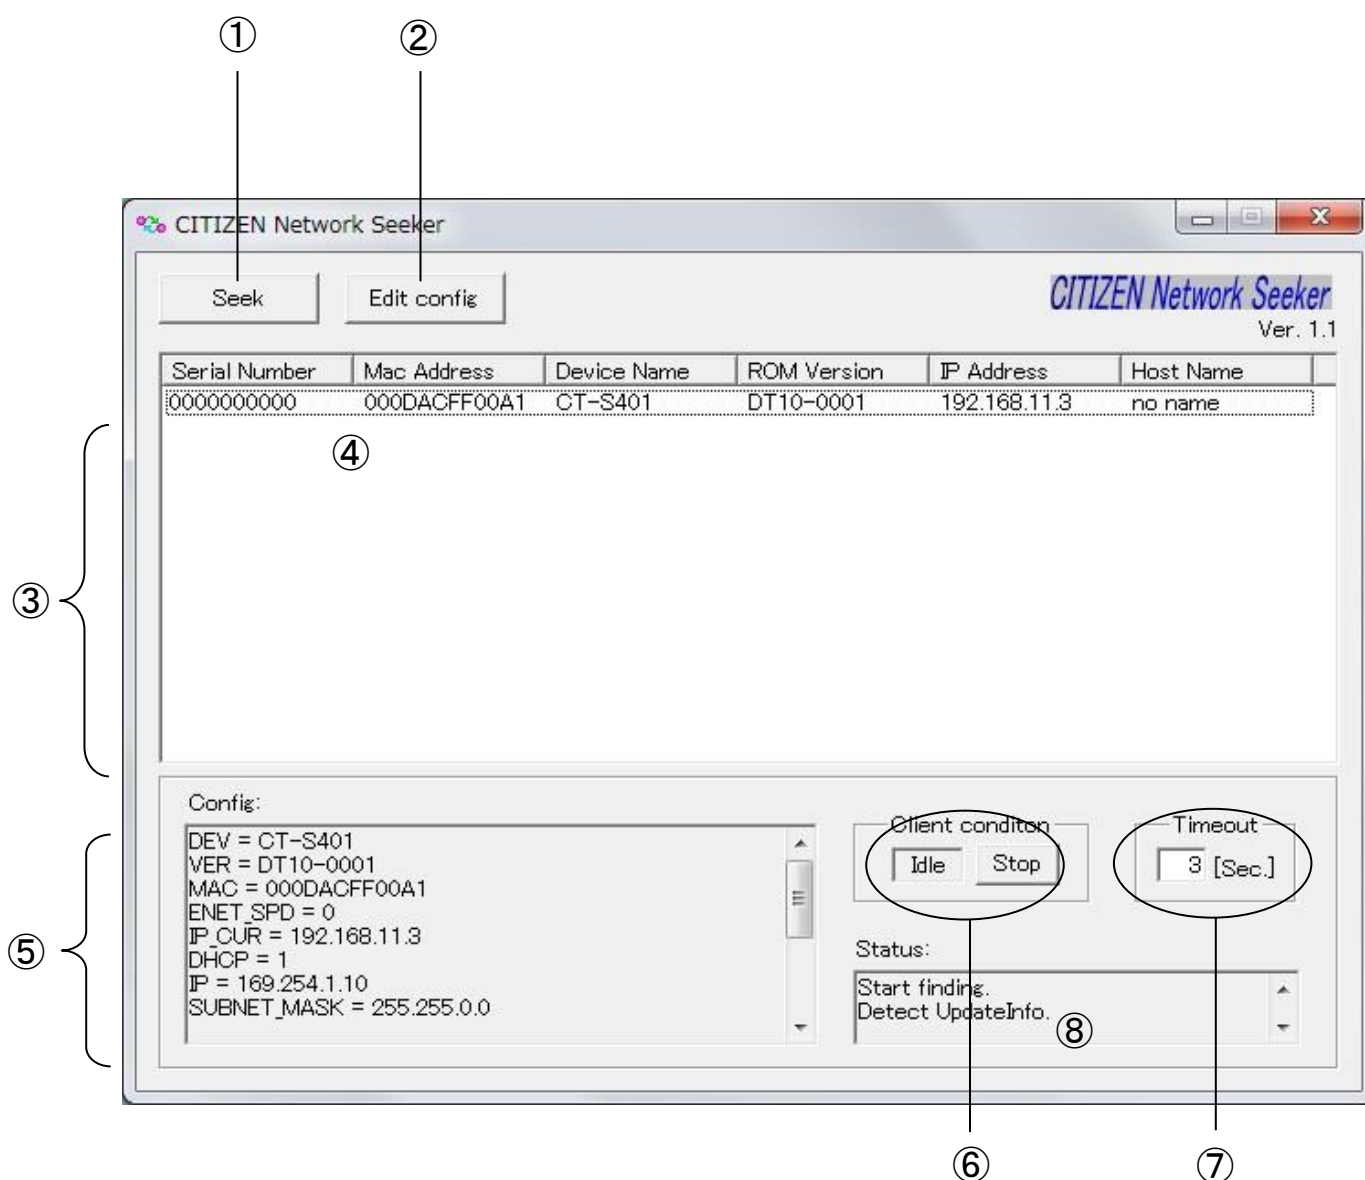 ① ②
CITIZEN Network Seeker
Seek Edit config CITIZEN Network Seeker
Ver. 1.1
Serial Number Mac Address Device Name ROM Version IP Address Host Name
0000000000 000DACFF00A1 CT-S401 DT10-0001 192.168.11.3 no name
④
③
Config:
DEV = CT-S401
VER = DT10-0001
MAC = 000DACFF00A1
ENET_SPD = 0
IP_CUR = 192.168.11.3
DHCP = 1
IP = 169.254.1.10
SUBNET_MASK = 255.255.0.0
⑤
Client conditon
Idle Stop
Timeout
3 [Sec.]
Status:
Start finding.
Detect UpdateInfo.
⑧
⑥ ⑦